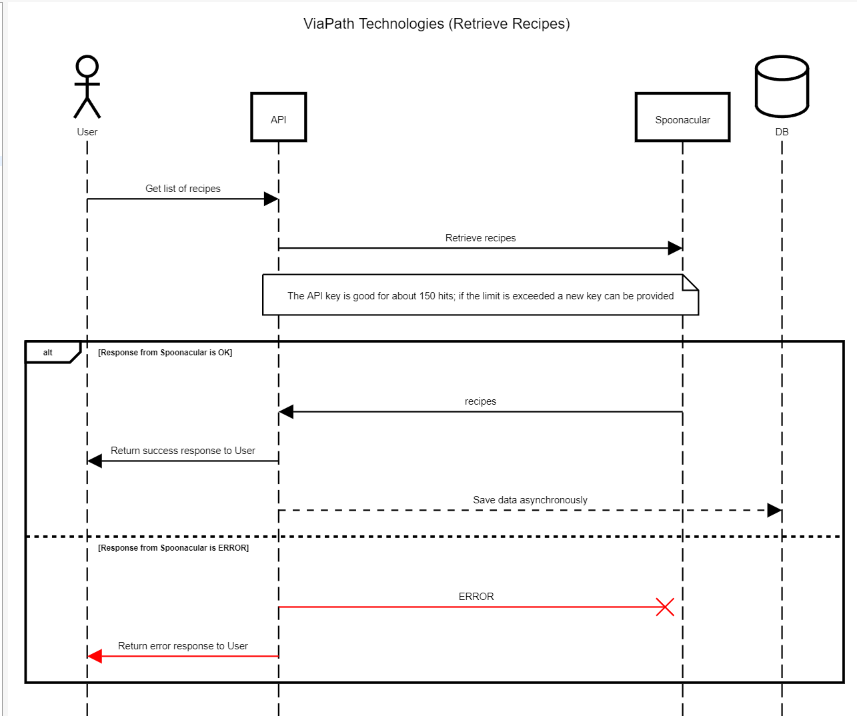 ViaPath Technologies (Retrieve Recipes)
User
API
Spoonacular
DB
Get list of recipes
Retrieve recipes
The API key is good for about 150 hits; if the limit is exceeded a new key can be provided
alt
[Response from Spoonacular is OK]
recipes
Return success response to User
Save data asynchronously
[Response from Spoonacular is ERROR]
ERROR
Return error response to User